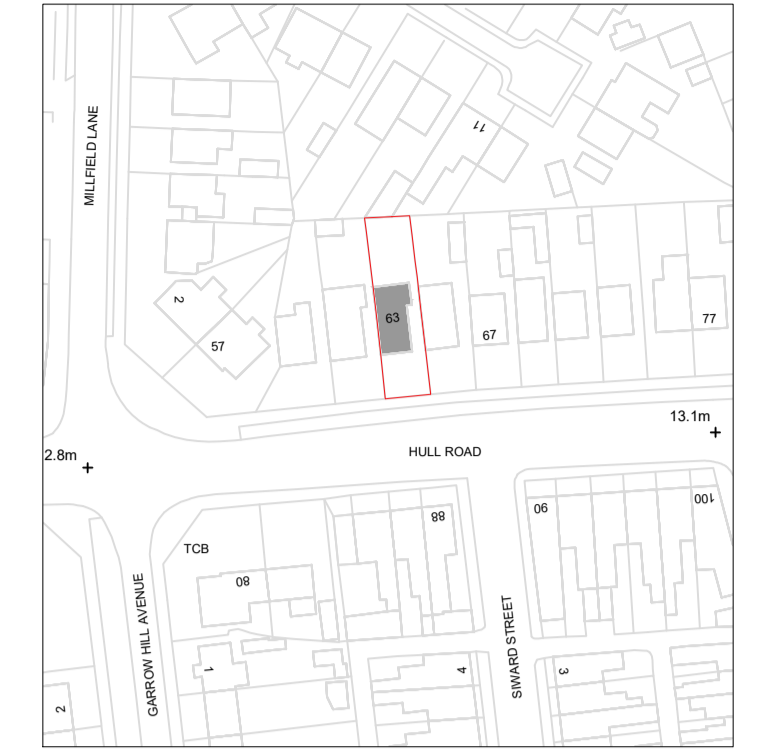 MILLFIELD LANE
11
2
57
63
67
77
13.1m
2.8m
HULL ROAD
TCB
80
88
90
100
GARROW HILL AVENUE
SIWARD STREET
1
4
3
2